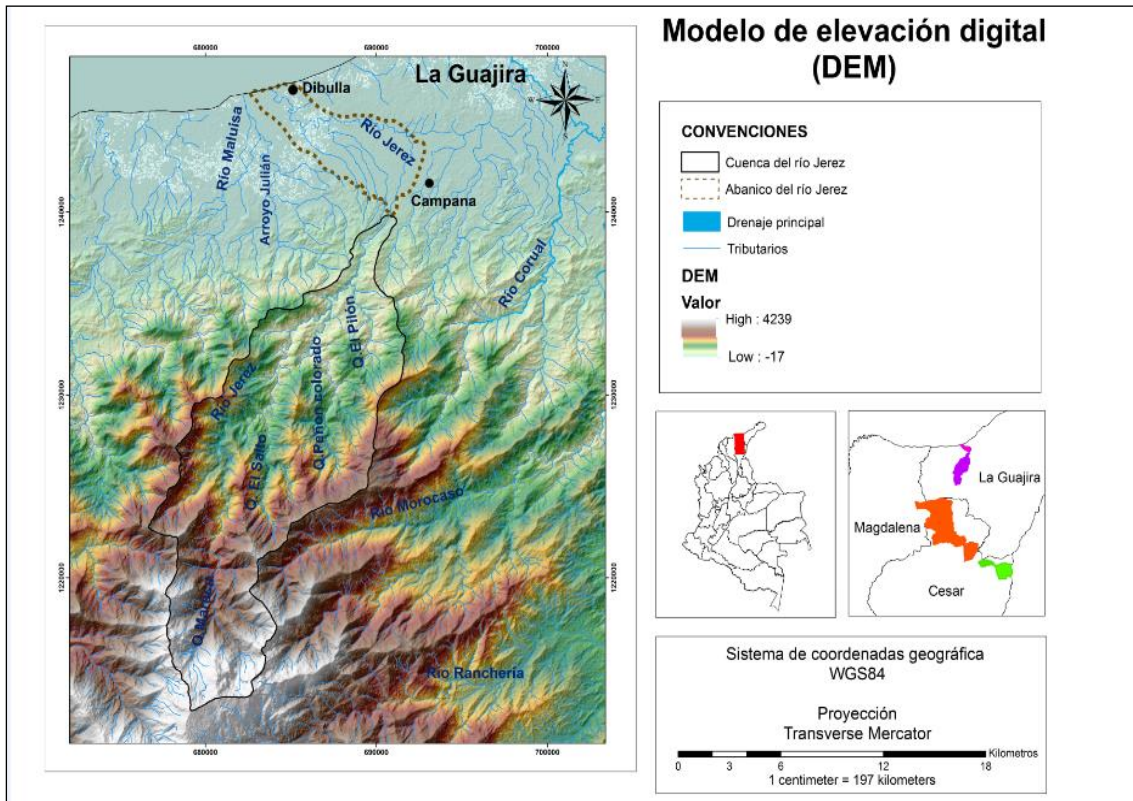 Modelo de elevación digital
(DEM)
680000
690000
700000
La Guajira
N
Dibulla
Río Maluisa
Arroyo Julián
Río Jerez
Campana
1240000
1240000
Río Corual
Q.El Pilón
Q.Penon colorado
Río Jerez
Q. El Salto
1230000
1230000
Río Morocaso
1220000
1220000
Río Ranchería
680000
690000
700000
CONVENCIONES
Cuenca del río Jerez
Abanico del río Jerez
Drenaje principal
Tributarios
DEM
Valor
High : 4239
Low : -17
La Guajira
Magdalena
Cesar
Sistema de coordenadas geográfica
WGS84
Proyección
Transverse Mercator
Kilometros
0 3 6 12 18
1 centimeter = 197 kilometers